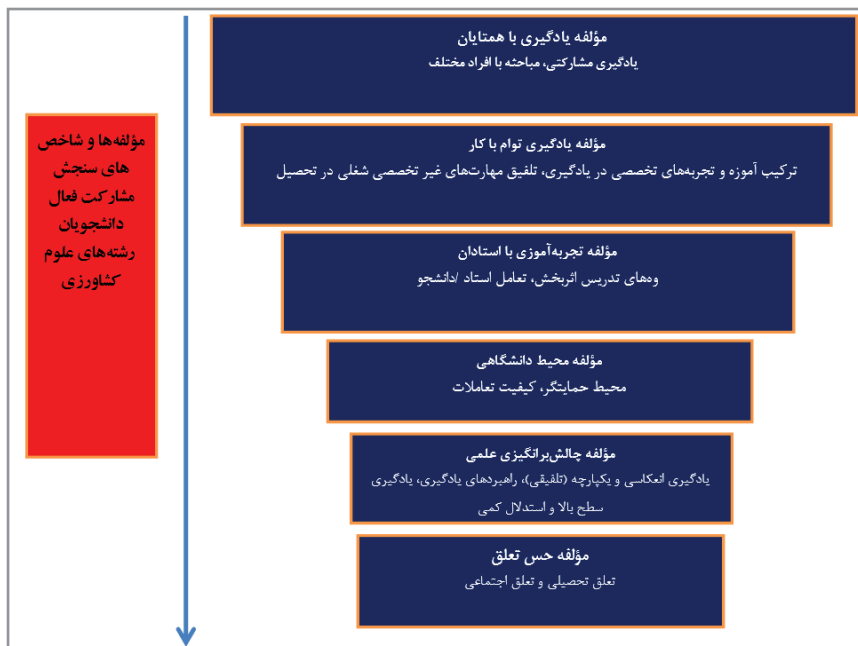 مؤلفه یادگیری با همتایان
یادگیری مشارکتی، مباحثه با افراد مختلف
مؤلفه‌ها و شاخص
های سنجش
مشارکت فعال
دانشجویان
رشته‌های علوم
کشاورزی
مؤلفه یادگیری توام با کار
ترکیب آموزه و تجربه‌های تخصصی در یادگیری، تلفیق مهارت‌های غیر تخصصی شغلی در تحصیل
مؤلفه تجربه‌آموزی با استادان
وه‌های تدریس اثربخش، تعامل استاد /دانشجو
مؤلفه محیط دانشگاهی
محیط حمایتگر، کیفیت تعاملات
مؤلفه چالش‌برانگیزی علمی
یادگیری انعکاسی و یکپارچه (تلفیقی)، راهبردهای یادگیری، یادگیری
سطح بالا و استدلال کمی
مؤلفه حس تعلق
تعلق تحصیلی و تعلق اجتماعی